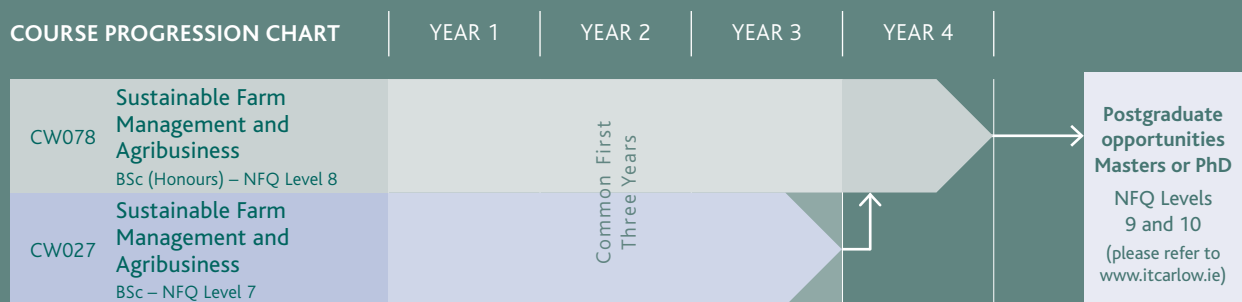 COURSE PROGRESSION CHART
YEAR 1
YEAR 2
YEAR 3
YEAR 4
CW078
Sustainable Farm
Management and
Agribusiness
BSc (Honours) – NFQ Level 8
CW027
Sustainable Farm
Management and
Agribusiness
BSc – NFQ Level 7
Common First
Three Years
Postgraduate
opportunities
Masters or PhD
NFQ Levels
9 and 10
(please refer to
www.itcarlow.ie)